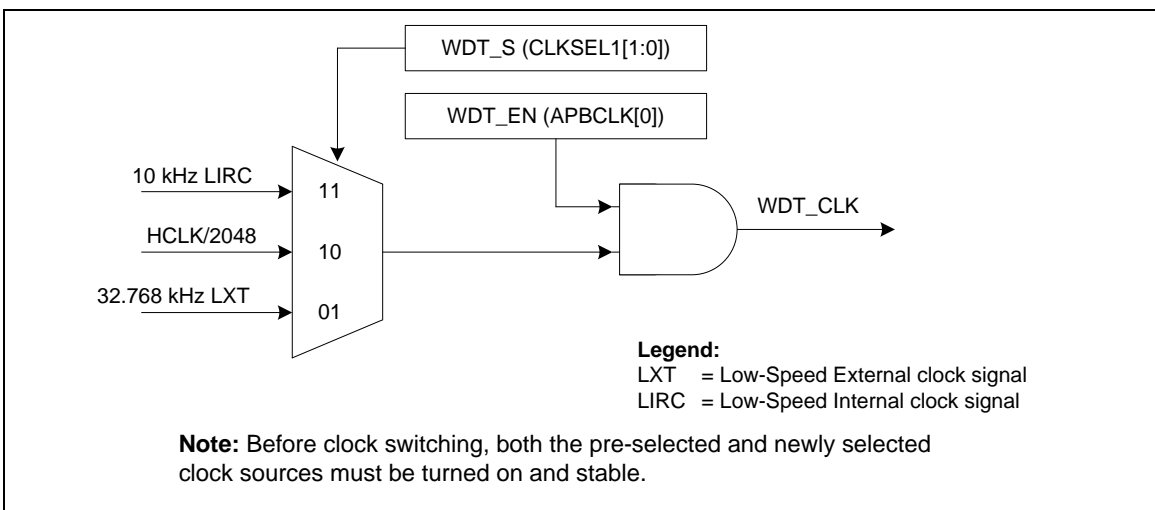 WDT_S (CLKSEL1[1:0])
WDT_EN (APBCLK[0])
10 kHz LIRC
11
HCLK/2048
10
32.768 kHz LXT
01
WDT_CLK
Legend:
LXT = Low-Speed External clock signal
LIRC = Low-Speed Internal clock signal
Note: Before clock switching, both the pre-selected and newly selected
clock sources must be turned on and stable.